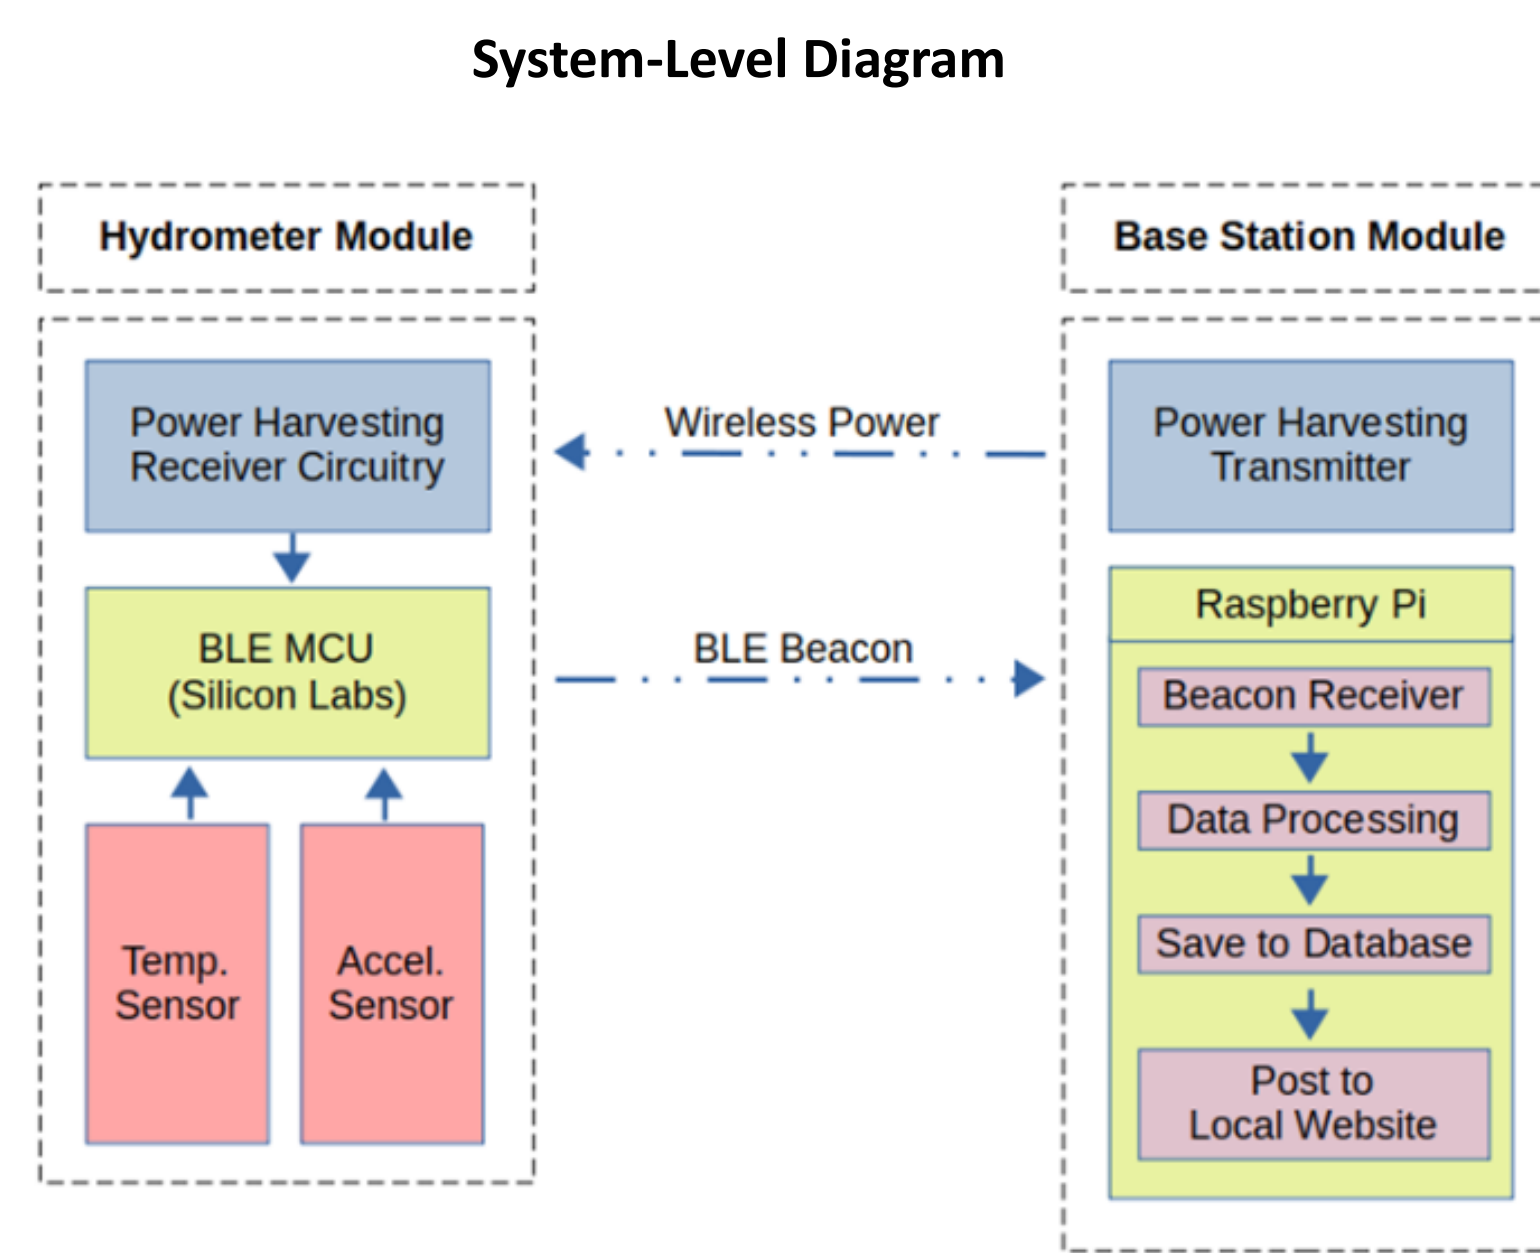 System-Level Diagram
Hydrometer Module
Power Harvesting
Receiver Circuitry
BLE MCU
(Silicon Labs)
Temp.
Sensor
Accel.
Sensor
Wireless Power
BLE Beacon
Base Station Module
Power Harvesting
Transmitter
Raspberry Pi
Beacon Receiver
Data Processing
Save to Database
Post to
Local Website